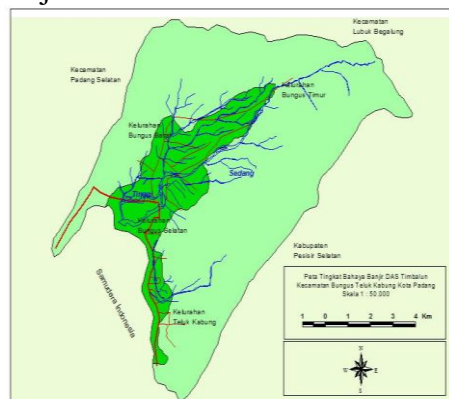 Kecamatan
Lubuk Begalung
Kecamatan
Padang Selatan
Kelurahan
Bungus Timur
Kelurahan
Bungus
Sedang
Tinggi
Kelurahan
Bungus Selatan
Kabupaten
Pesisir Selatan
Samudera Indonesia
Kelurahan
Teluk Kabung
Peta Tingkat Bahaya Banjir DAS Timbalun
Kecamatan Bungus Teluk Kabung Kota Padang
Skala 1 : 50,000
1 0 1 2 3 4 Km
N
W E
S